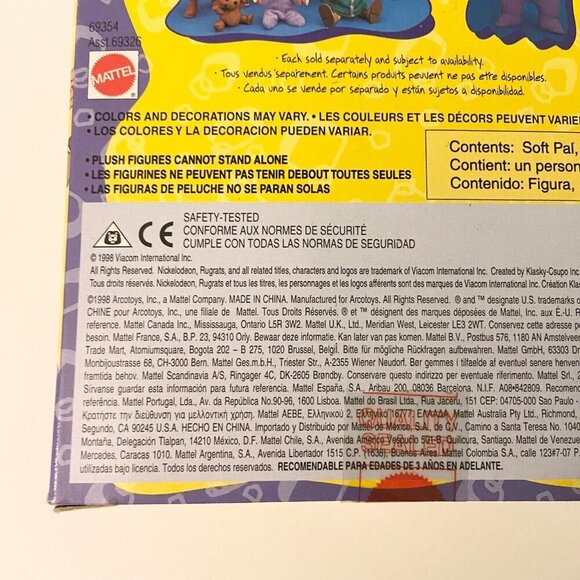 69354
Asst 69326
MATTEL
• Each sold separately and subject to availability.
• Tous vendus séparement. Certains produits peuvent ne pas etre disponibles.
• Cada uno se vende por separado y están sujetos a disponibilidad.
• COLORS AND DECORATIONS MAY VARY. • LES COULEURS ET LES DÉCORS PEUVENT VARIE
• LOS COLORES Y LA DECORACION PUEDEN VARIAR.
• PLUSH FIGURES CANNOT STAND ALONE
• LES FIGURINES NE PEUVENT PAS TENIR DEBOUT TOUTES SEULES
• LAS FIGURAS DE PELUCHE NO SE PARAN SOLAS
Contents: Soft Pal,
Contient: un person
Contenido: Figura,
CE
SAFETY-TESTED
CONFORME AUX NORMES DE SÉCURITÉ
CUMPLE CON TODAS LAS NORMAS DE SEGURIDAD
© 1998 Viacom International Inc.
All Rights Reserved. Nickelodeon, Rugrats, and all related titles, characters and logos are trademark of Viacom International Inc. Created by Klasky-Csupo Inc.
Tous droits réservés. Nickelodeon, Rugrats et tous les titres, les personnages et les logos afférents sont des marques de Viacom International Inc. Création Klas
©1998 Arcotoys, Inc., a Mattel Company. MADE IN CHINA. Manufactured for Arcotoys. All Rights Reserved. ® and ™ designate U.S. trademarks o
CHINE pour Arcotoys, Inc., une filiale de Mattel. Tous Droits Réservés. ® et ™ désignent des marques déposées de Mattel, Inc. aux É.-U. R
reference. Mattel Canada Inc., Mississauga, Ontario L5R 3W2. Mattel U.K. Ltd., Meridian West, Leicester LE3 2WT. Conservez cette adresse po
besoin. Mattel France, S.A., B.P. 23, 94310 Orly. Bewaar deze informatie. Kan later van pas komen. Mattel B.V., Postbus 576, 1180 AN Amstelveen
Trade Mart, Atomiumsquare, Bogota 202 – B 275, 1020 Brussel, Belgi. Bitte für mögliche Rückfragen aufbewahren. Mattel GmbH, 63303 Dr
Monbijoustrasse 68, CH-3000 Bern. Mattel Ges.m.b.H., Triester Str., A-2355 Wiener Neudorf. Bør gemmes i tilfælde af eventuel senere henven
Mattel Scandinavia A/S, Ringager 4C, DK-2605 Brøndby. Conservare questo indirizzo per eventuale riferimento. Mattel Srl.,
Sirvanse guardar esta información para futura referencia. Mattel España, S.A., Aribau 200, 08036 Barcelona. N.I.F. A08-842809.
Mattel Portugal, Lda., Av. da República No.90-96, 1600 Lisboa. Mattel do Brasil Ltda., Rua Jaceru, 151 CEP: 04705-000 Sao Paulo -
Κρατήστε την διεύθυνση για μελλοντική χρήση. Mattel AEBE, Ελληνικού 2, Mattel Australia Pty Ltd., Richmond,
Segundo, CA 90245 U.S.A. HECHO EN CHINA. Importado y Distribuido por Mattel de México, Camino a Santa Teresa No. 1040
Montaña, Delegación Tlalpan, 14210 México, D.F. Mattel Chile, S.A., Avenida Américo Vespucio Quilicura, Santiago. Mattel de Venezue
Mercedes, Caracas 1010. Mattel Argentina, S.A., Avenida Libertador 1515 C.P. 1638, Buenos Aires. Mattel Colombia S.A., calle 123#7-07 P.
utilizadas bajo licencia. Todos los derechos reservados. RECOMENDABLE PARA EDADES DE 3 AÑOS EN ADELANTE.
QUALITY
SEAL